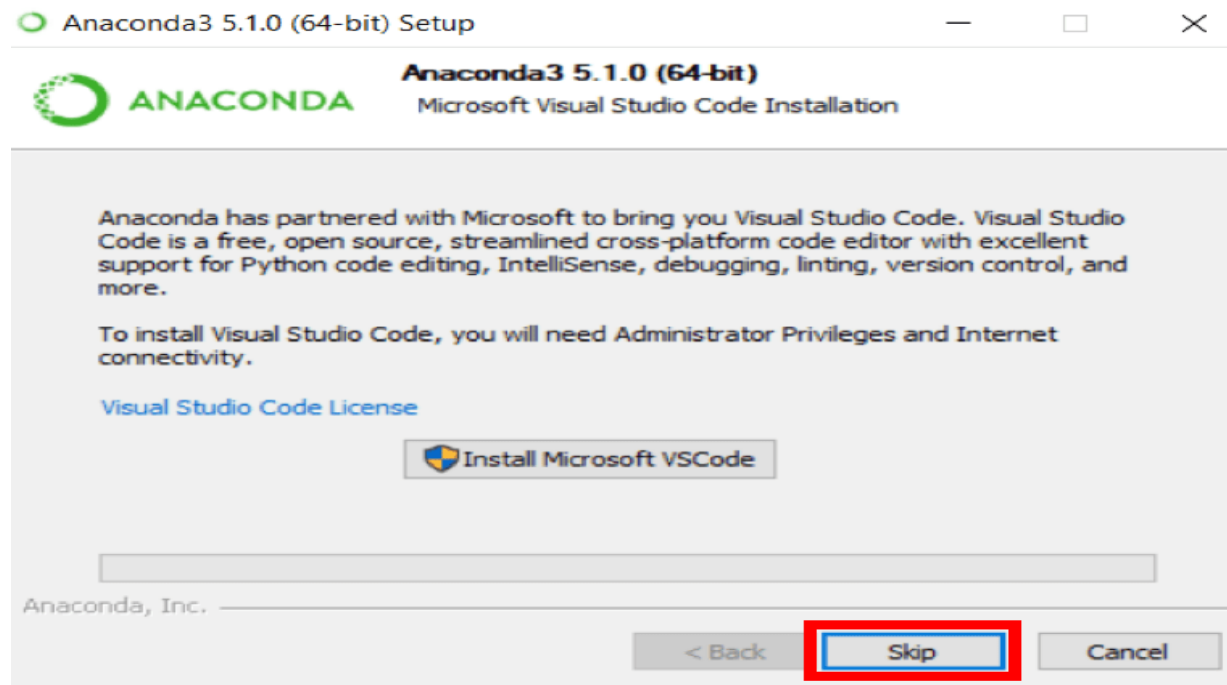 Anaconda3 5.1.0 (64-bit) Setup
ANACONDA
Anaconda3 5.1.0 (64-bit)
Microsoft Visual Studio Code Installation
Anaconda has partnered with Microsoft to bring you Visual Studio Code. Visual Studio
Code is a free, open source, streamlined cross-platform code editor with excellent
support for Python code editing, IntelliSense, debugging, linting, version control, and
more.
To install Visual Studio Code, you will need Administrator Privileges and Internet
connectivity.
Visual Studio Code License
Install Microsoft VSCode
Anaconda, Inc.
< Back
Skip
Cancel